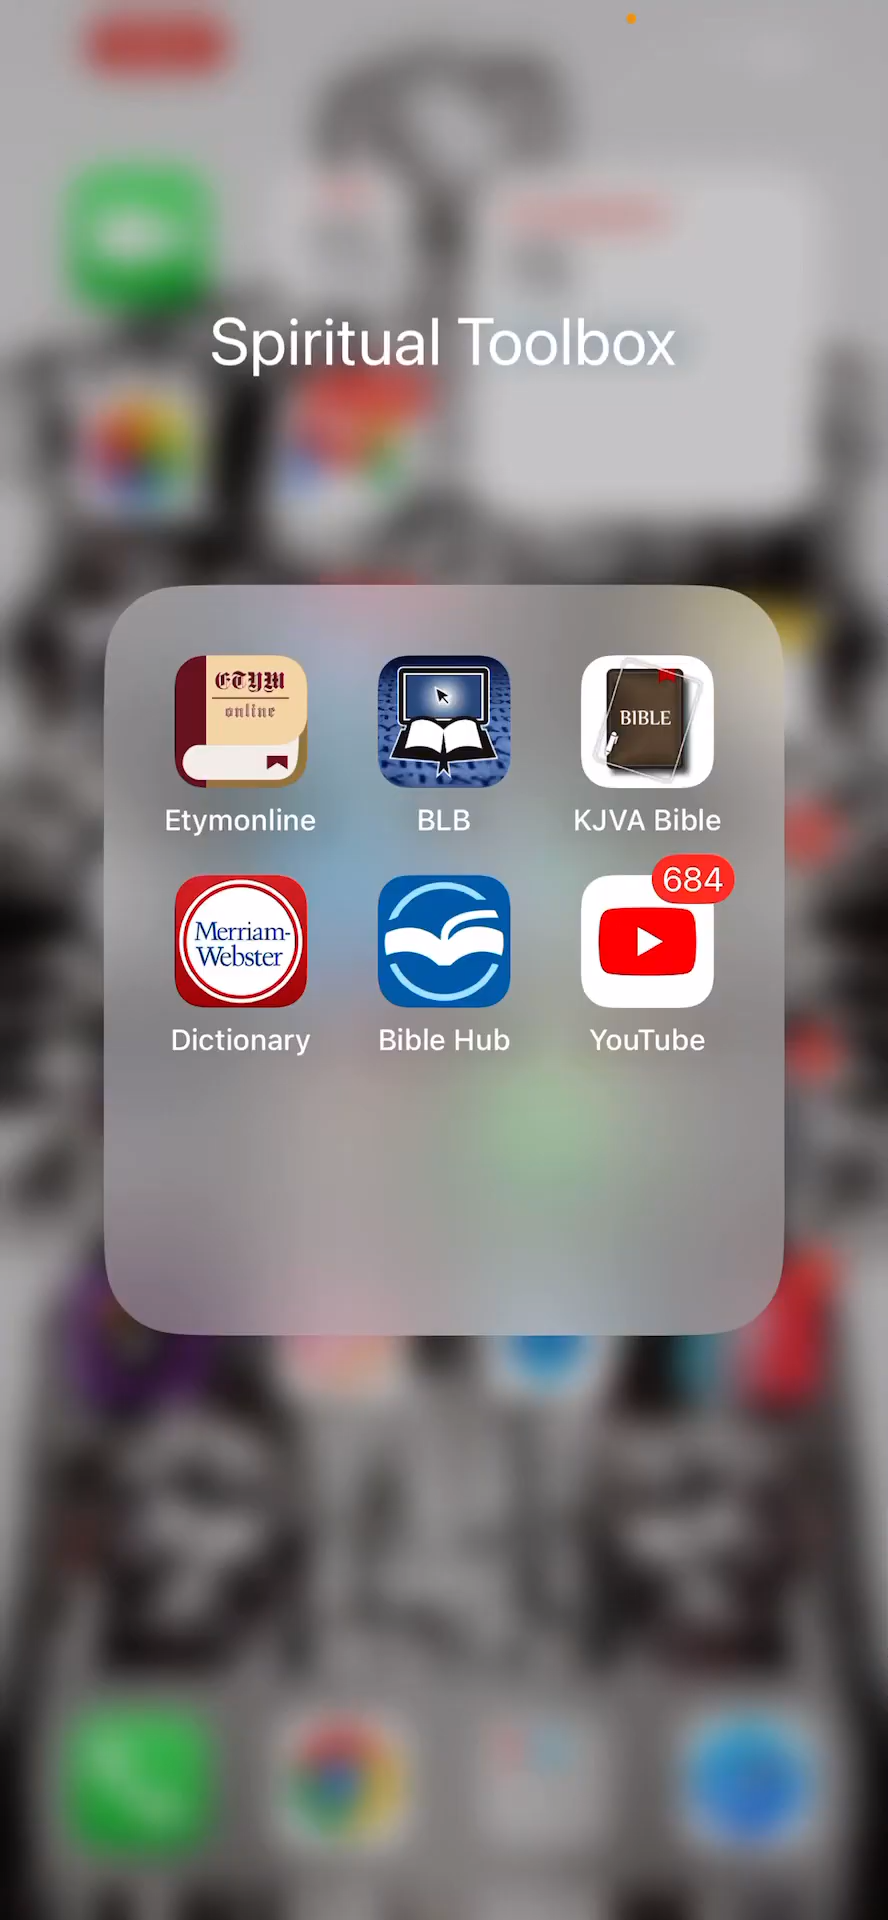 Spiritual Toolbox
ETYM
online
BIBLE
Etymonline
BLB
KJVA Bible
684
Merriam-
Webster
Dictionary
Bible Hub
YouTube